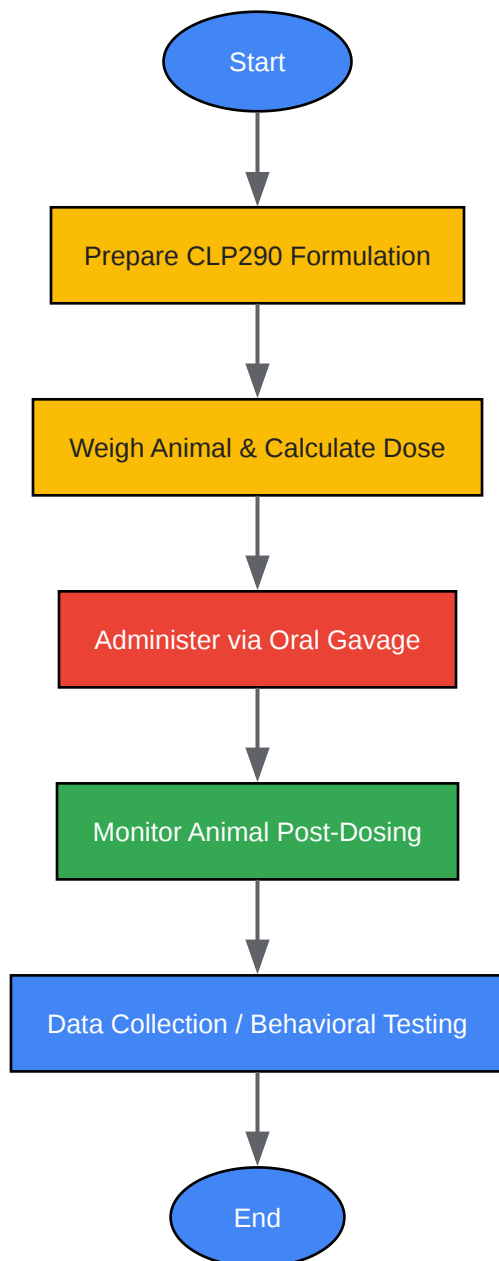 Start
Prepare CLP290 Formulation
Weigh Animal & Calculate Dose
Administer via Oral Gavage
Monitor Animal Post-Dosing
Data Collection / Behavioral Testing
End